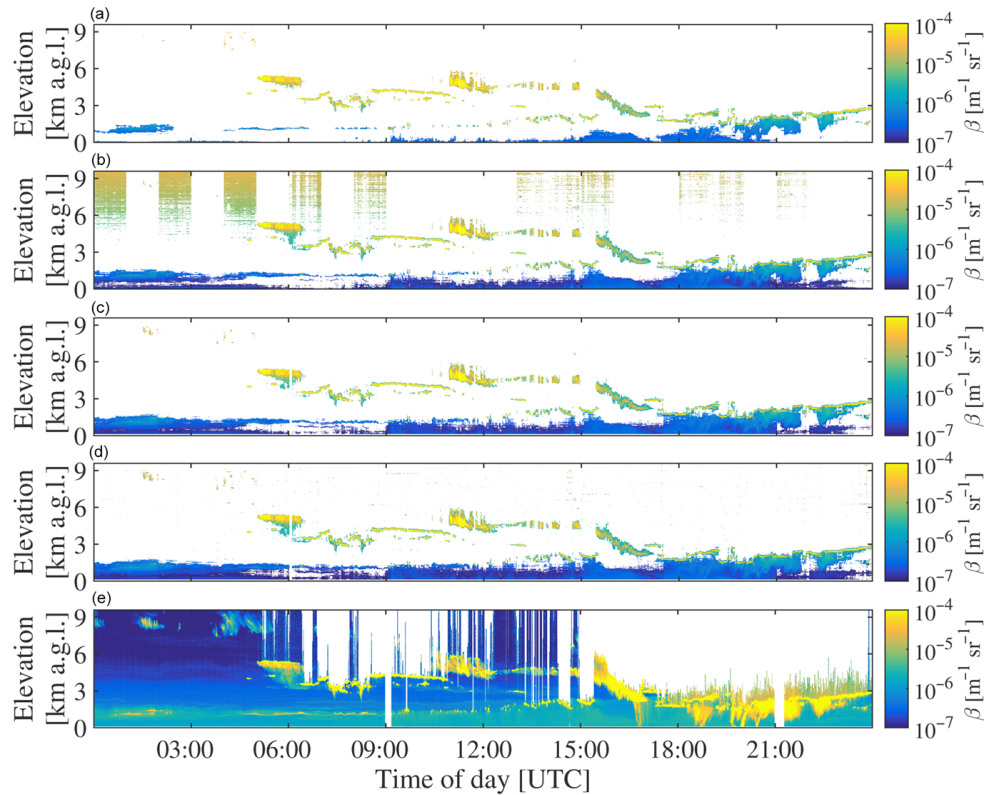 (a)
9
6
3
0
Elevation
[km a.g.l.]
10⁻⁴
10⁻⁵
10⁻⁶
10⁻⁷
β [m⁻¹ sr⁻¹]
(b)
9
6
3
0
Elevation
[km a.g.l.]
10⁻⁴
10⁻⁵
10⁻⁶
10⁻⁷
β [m⁻¹ sr⁻¹]
(c)
9
6
3
0
Elevation
[km a.g.l.]
10⁻⁴
10⁻⁵
10⁻⁶
10⁻⁷
β [m⁻¹ sr⁻¹]
(d)
9
6
3
0
Elevation
[km a.g.l.]
10⁻⁴
10⁻⁵
10⁻⁶
10⁻⁷
β [m⁻¹ sr⁻¹]
(e)
9
6
3
0
Elevation
[km a.g.l.]
10⁻⁴
10⁻⁵
10⁻⁶
10⁻⁷
β [m⁻¹ sr⁻¹]
03:00 06:00 09:00 12:00 15:00 18:00 21:00
Time of day [UTC]